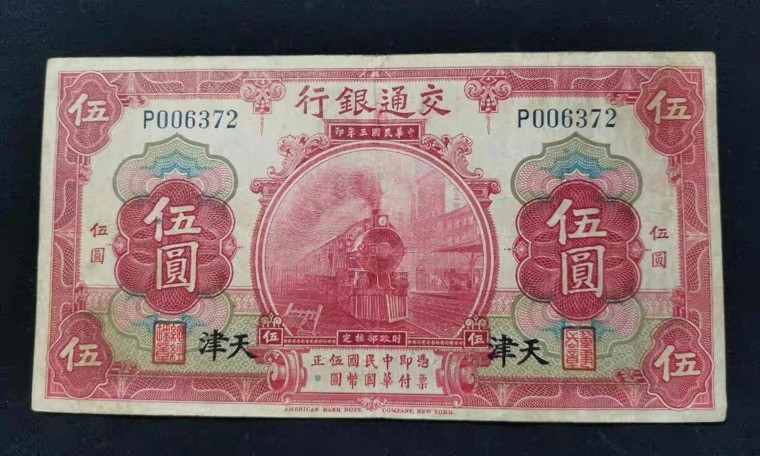 行銀通交
P006372
P006372
印年三國民華中
伍
伍
伍圓
伍圓
伍圓
伍圓
定核部政財
伍
伍
津天
津天
正伍國民中即憑
圓幣國華付票
伍
伍
AMERICAN BANK NOTE COMPANY, NEW YORK.